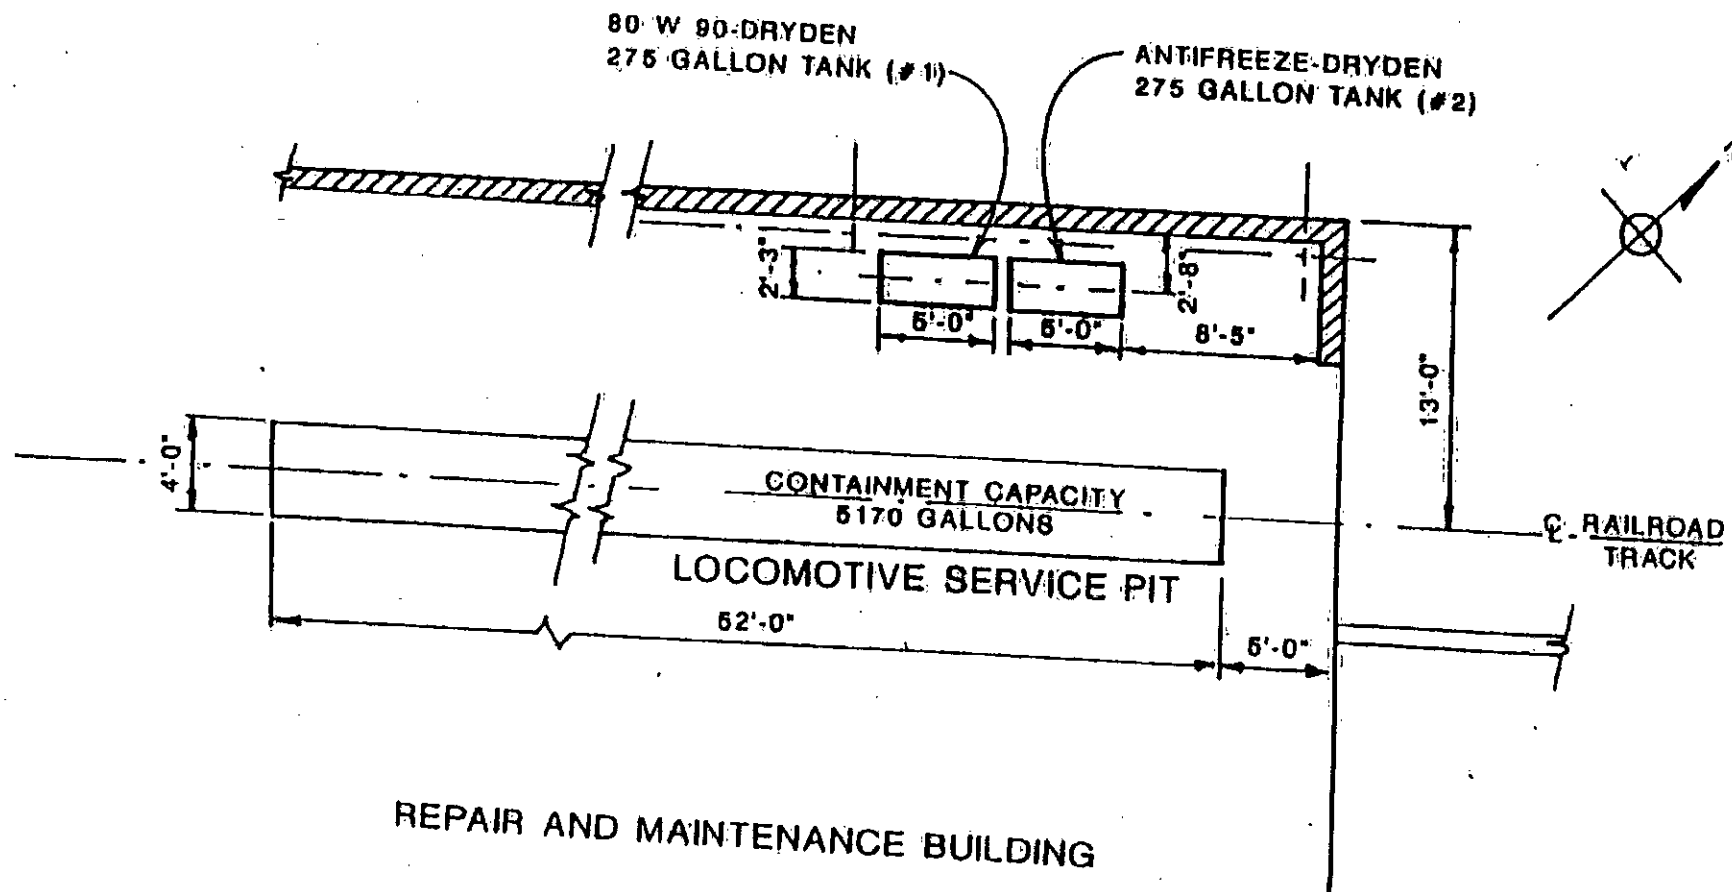 80 W 90-DRYDEN
275 GALLON TANK (#1)
ANTIFREEZE-DRYDEN
275 GALLON TANK (#2)
2'-3"
2'-8"
5'-0"
5'-0"
8'-5"
13'-0"
4'-0"
CONTAINMENT CAPACITY
5170 GALLONS
℄ RAILROAD
TRACK
LOCOMOTIVE SERVICE PIT
52'-0"
5'-0"
REPAIR AND MAINTENANCE BUILDING